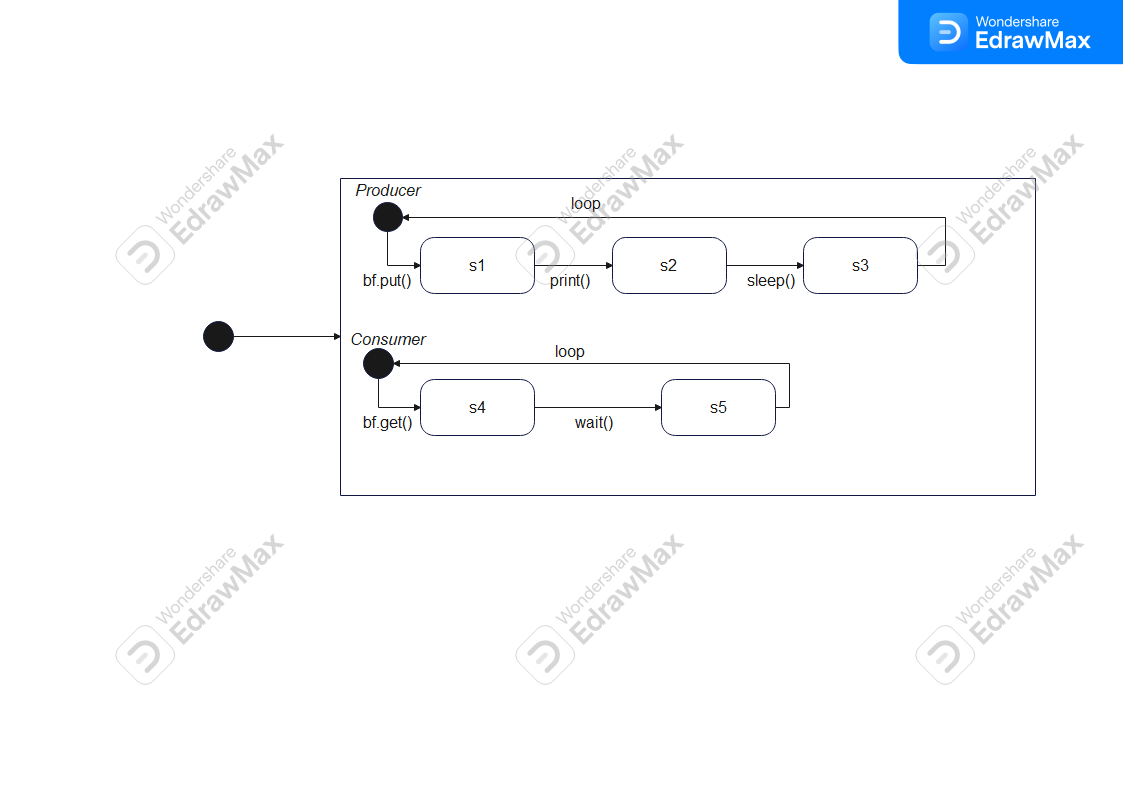 Wondershare
EdrawMax
Wondershare
EdrawMax
Wondershare
EdrawMax
Wondershare
EdrawMax
Producer
loop
s1
s2
s3
bf.put()
print()
sleep()
Consumer
loop
s4
s5
bf.get()
wait()
Wondershare
EdrawMax
Wondershare
EdrawMax
Wondershare
EdrawMax